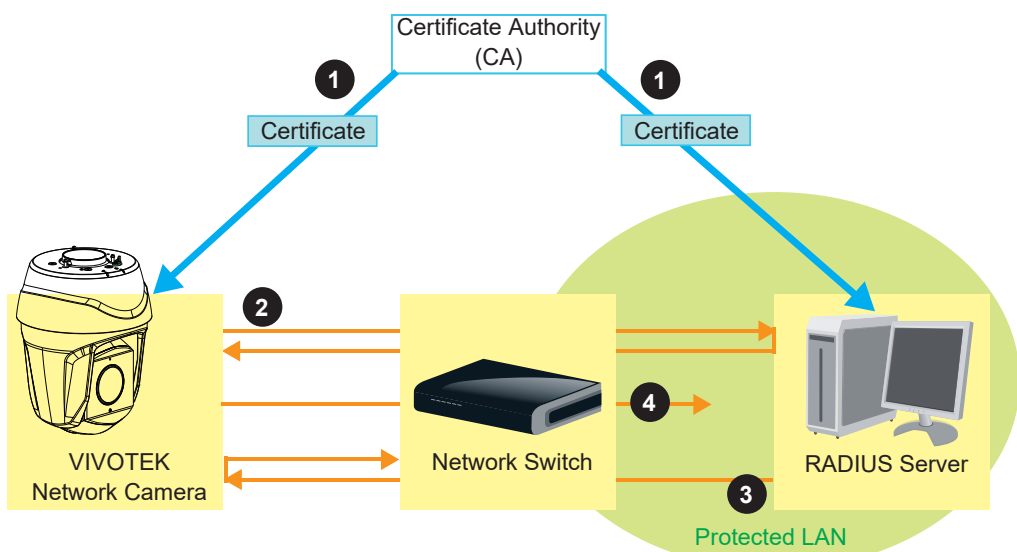 Certificate Authority
(CA)
1
1
Certificate
Certificate
2
4
VIVOTEK
Network Camera
Network Switch
RADIUS Server
3
Protected LAN